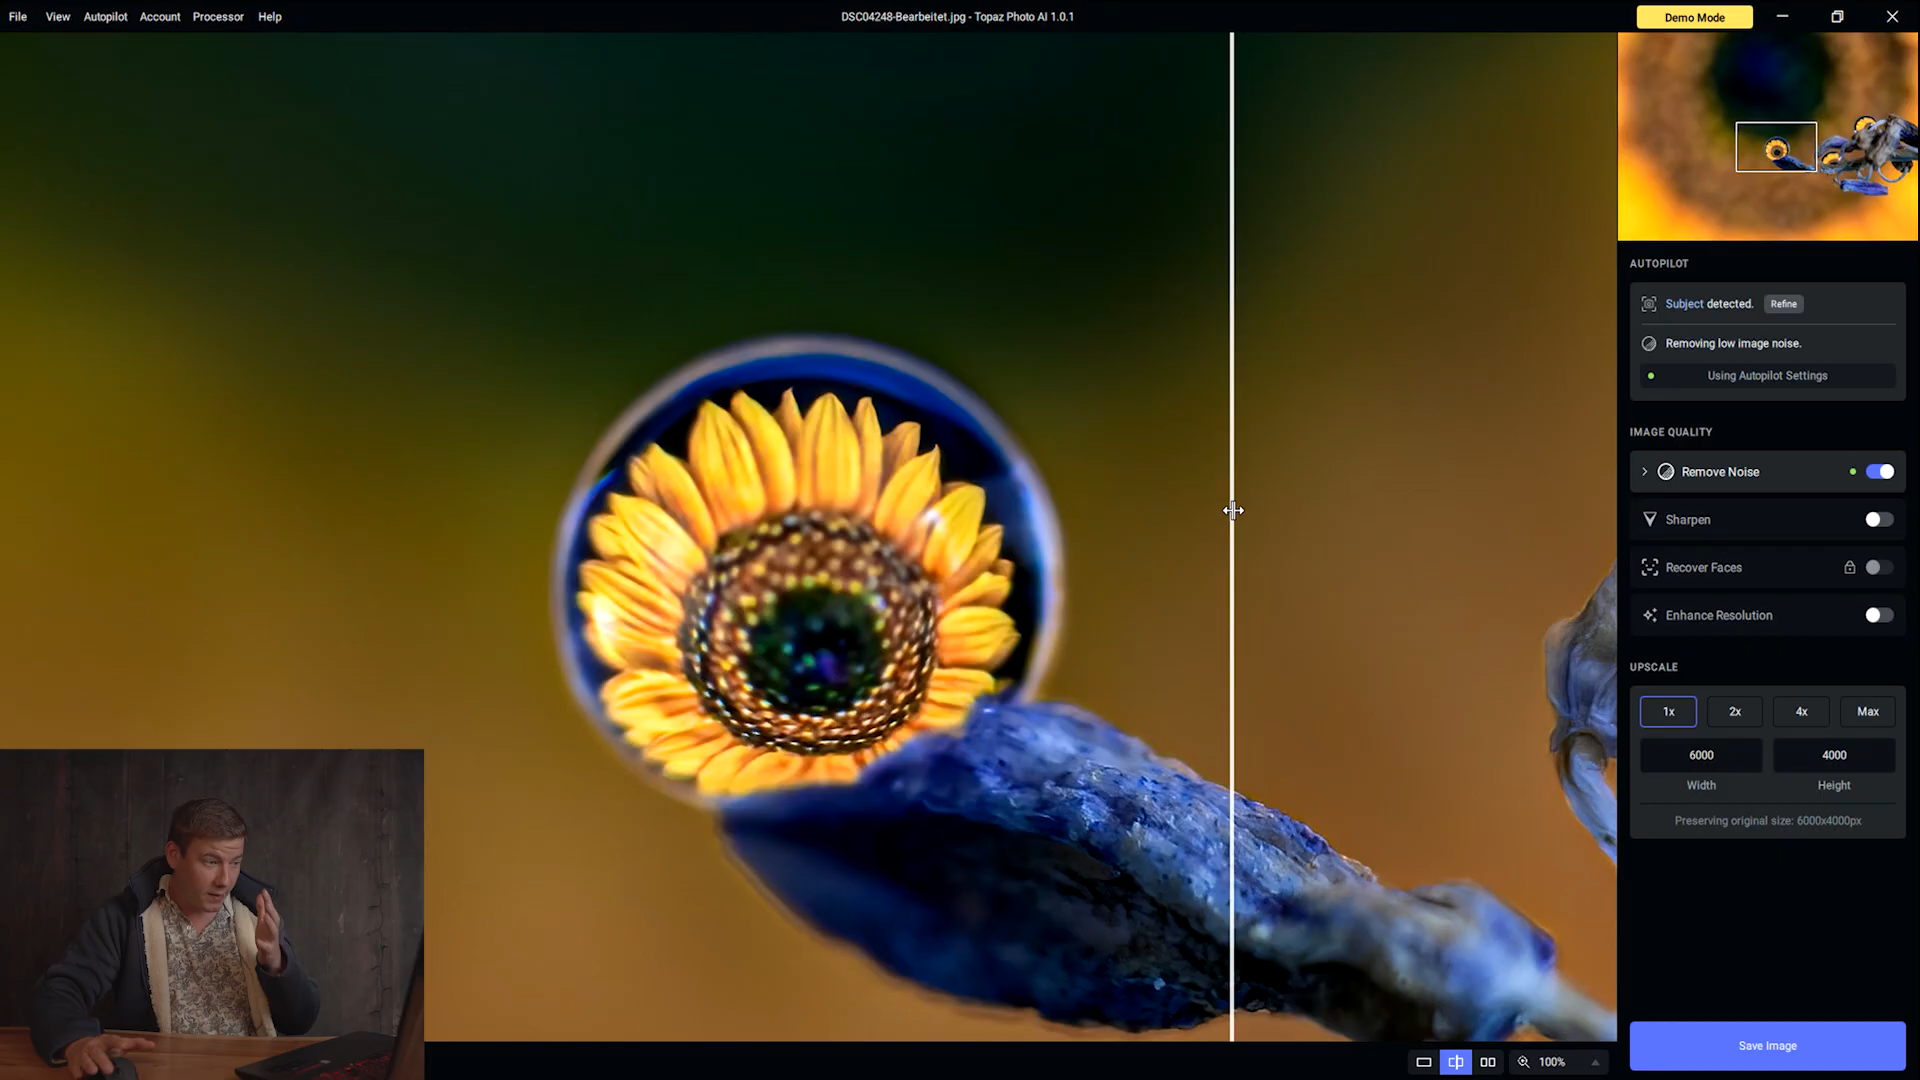 File View Autopilot Account Processor Help
DSC04248-Bearbeitet.jpg - Topaz Photo AI 1.0.1
Demo Mode
AUTOPILOT
Subject detected. Refine
Removing low image noise.
Using Autopilot Settings
IMAGE QUALITY
Remove Noise
Sharpen
Recover Faces
Enhance Resolution
UPSCALE
1x 2x 4x Max
6000 4000
Width Height
Preserving original size: 6000x4000px
Save Image
100%